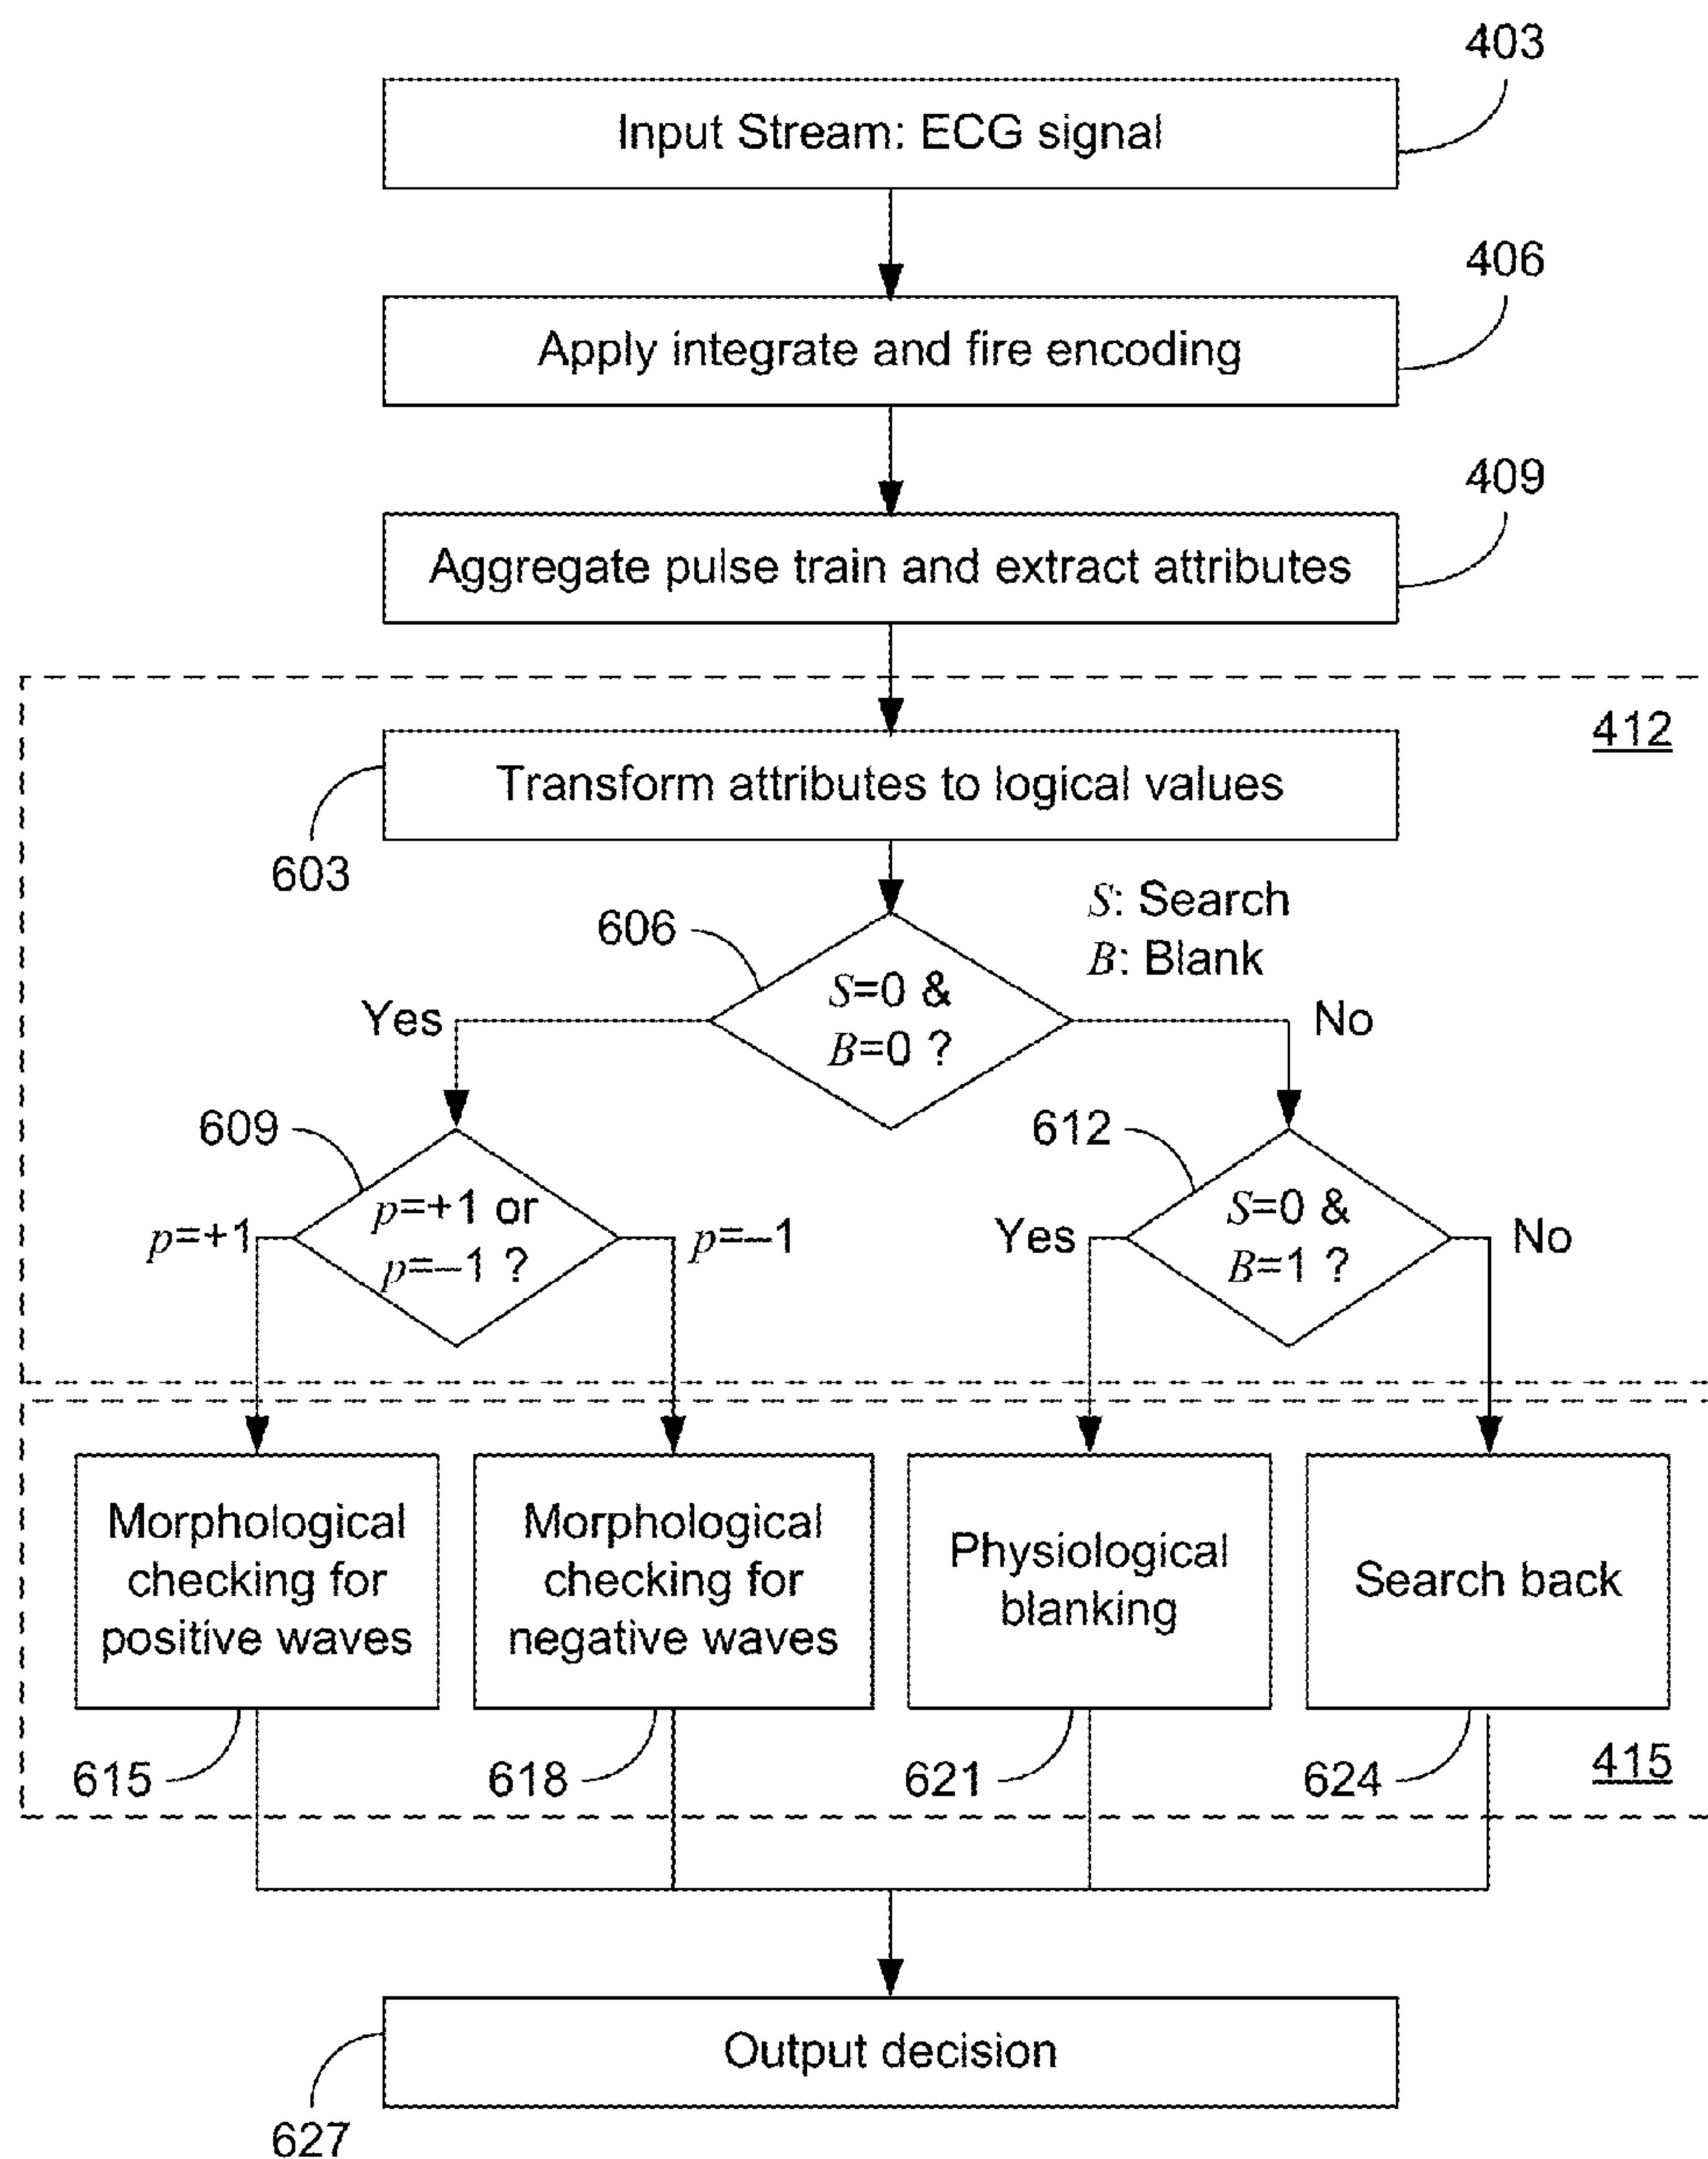 403
Input Stream: ECG signal
406
Apply integrate and fire encoding
409
Aggregate pulse train and extract attributes
412
Transform attributes to logical values
603
S: Search
B: Blank
606
S=0 &
B=0 ?
Yes
No
609
612
p=+1 or
p=–1 ?
p=+1
p=–1
S=0 &
B=1 ?
Yes
No
Morphological
checking for
positive waves
Morphological
checking for
negative waves
Physiological
blanking
Search back
615
618
621
624
415
Output decision
627